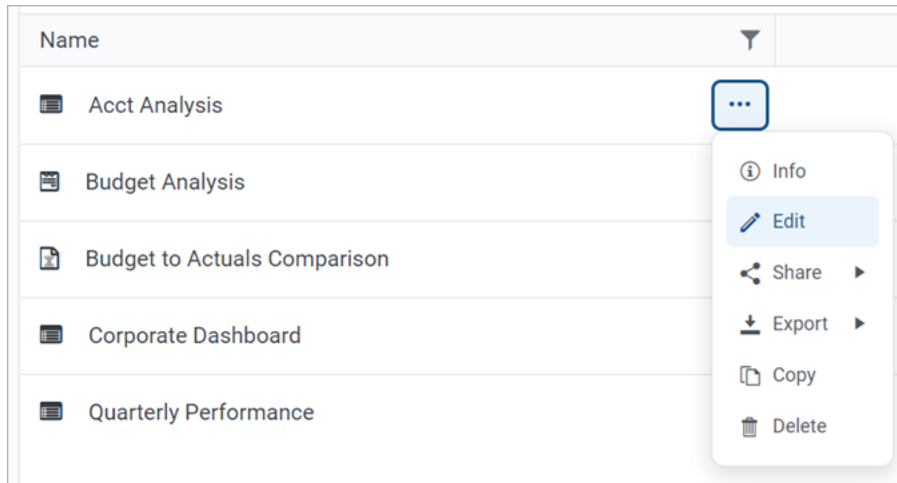 Name
Acct Analysis
Info
Budget Analysis
Edit
Budget to Actuals Comparison
Share
Export
Corporate Dashboard
Copy
Quarterly Performance
Delete